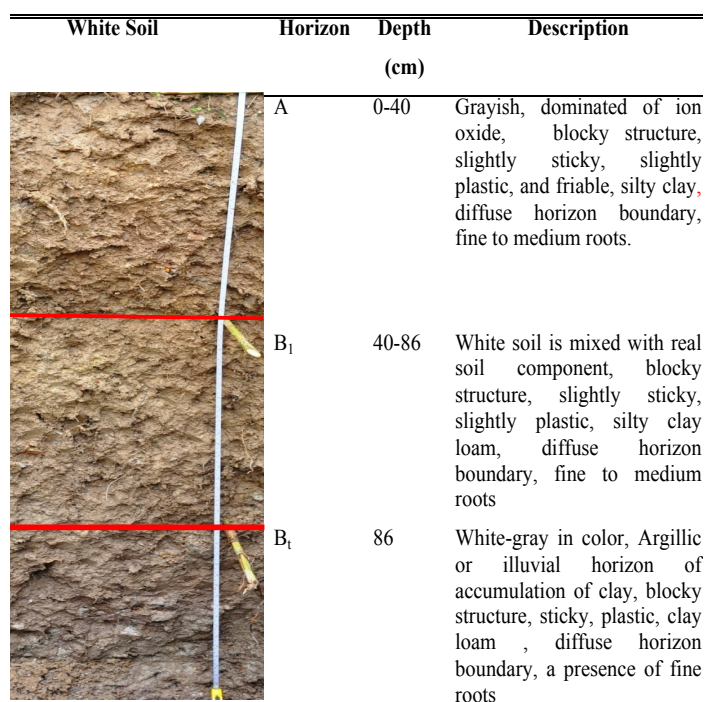 White Soil Horizon Depth (cm) Description
A 0-40 Grayish, dominated of ion
oxide, blocky structure,
slightly sticky, slightly
plastic, and friable, silty clay,
diffuse horizon boundary,
fine to medium roots.
B1 40-86 White soil is mixed with real
soil component, blocky
structure, slightly sticky,
slightly plastic, silty clay
loam, diffuse horizon
boundary, fine to medium
roots
Bt 86 White-gray in color, Argillic
or illuvial horizon of
accumulation of clay, blocky
structure, sticky, plastic, clay
loam , diffuse horizon
boundary, a presence of fine
roots